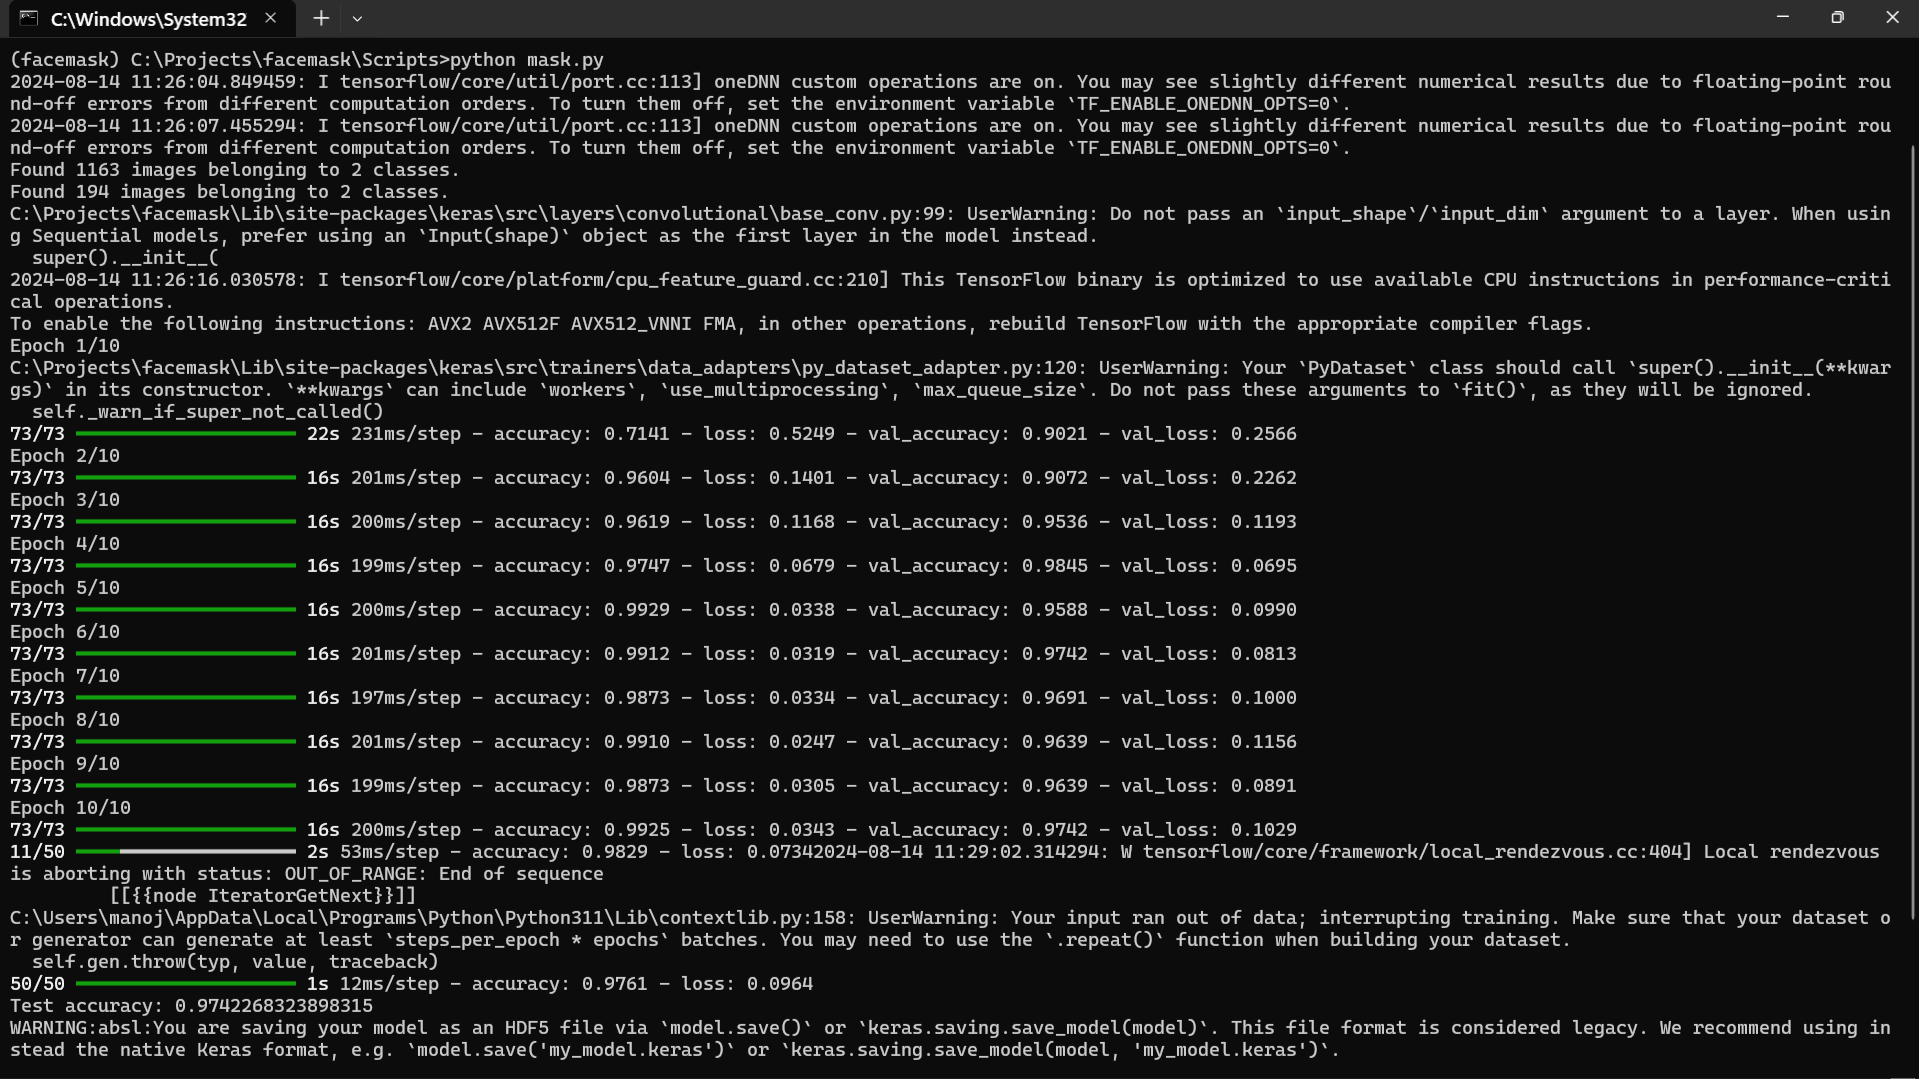 C:\Windows\System32
(facemask) C:\Projects\facemask\Scripts>python mask.py
2024-08-14 11:26:04.849459: I tensorflow/core/util/port.cc:113] oneDNN custom operations are on. You may see slightly different numerical results due to floating-point rou
nd-off errors from different computation orders. To turn them off, set the environment variable `TF_ENABLE_ONEDNN_OPTS=0`.
2024-08-14 11:26:07.455294: I tensorflow/core/util/port.cc:113] oneDNN custom operations are on. You may see slightly different numerical results due to floating-point rou
nd-off errors from different computation orders. To turn them off, set the environment variable `TF_ENABLE_ONEDNN_OPTS=0`.
Found 1163 images belonging to 2 classes.
Found 194 images belonging to 2 classes.
C:\Projects\facemask\Lib\site-packages\keras\src\layers\convolutional\base_conv.py:99: UserWarning: Do not pass an `input_shape`/`input_dim` argument to a layer. When usin
g Sequential models, prefer using an `Input(shape)` object as the first layer in the model instead.
  super().__init__(
2024-08-14 11:26:16.030578: I tensorflow/core/platform/cpu_feature_guard.cc:210] This TensorFlow binary is optimized to use available CPU instructions in performance-criti
cal operations.
To enable the following instructions: AVX2 AVX512F AVX512_VNNI FMA, in other operations, rebuild TensorFlow with the appropriate compiler flags.
Epoch 1/10
C:\Projects\facemask\Lib\site-packages\keras\src\trainers\data_adapters\py_dataset_adapter.py:120: UserWarning: Your `PyDataset` class should call `super().__init__(**kwar
gs)` in its constructor. `**kwargs` can include `workers`, `use_multiprocessing`, `max_queue_size`. Do not pass these arguments to `fit()`, as they will be ignored.
  self._warn_if_super_not_called()
73/73 22s 231ms/step - accuracy: 0.7141 - loss: 0.5249 - val_accuracy: 0.9021 - val_loss: 0.2566
Epoch 2/10
73/73 16s 201ms/step - accuracy: 0.9604 - loss: 0.1401 - val_accuracy: 0.9072 - val_loss: 0.2262
Epoch 3/10
73/73 16s 200ms/step - accuracy: 0.9619 - loss: 0.1168 - val_accuracy: 0.9536 - val_loss: 0.1193
Epoch 4/10
73/73 16s 199ms/step - accuracy: 0.9747 - loss: 0.0679 - val_accuracy: 0.9845 - val_loss: 0.0695
Epoch 5/10
73/73 16s 200ms/step - accuracy: 0.9929 - loss: 0.0338 - val_accuracy: 0.9588 - val_loss: 0.0990
Epoch 6/10
73/73 16s 201ms/step - accuracy: 0.9912 - loss: 0.0319 - val_accuracy: 0.9742 - val_loss: 0.0813
Epoch 7/10
73/73 16s 197ms/step - accuracy: 0.9873 - loss: 0.0334 - val_accuracy: 0.9691 - val_loss: 0.1000
Epoch 8/10
73/73 16s 201ms/step - accuracy: 0.9910 - loss: 0.0247 - val_accuracy: 0.9639 - val_loss: 0.1156
Epoch 9/10
73/73 16s 199ms/step - accuracy: 0.9873 - loss: 0.0305 - val_accuracy: 0.9639 - val_loss: 0.0891
Epoch 10/10
73/73 16s 200ms/step - accuracy: 0.9925 - loss: 0.0343 - val_accuracy: 0.9742 - val_loss: 0.1029
11/50 2s 53ms/step - accuracy: 0.9829 - loss: 0.07342024-08-14 11:29:02.314294: W tensorflow/core/framework/local_rendezvous.cc:404] Local rendezvous
is aborting with status: OUT_OF_RANGE: End of sequence
         [[{{node IteratorGetNext}}]]
C:\Users\manoj\AppData\Local\Programs\Python\Python311\Lib\contextlib.py:158: UserWarning: Your input ran out of data; interrupting training. Make sure that your dataset o
r generator can generate at least `steps_per_epoch * epochs` batches. You may need to use the `.repeat()` function when building your dataset.
  self.gen.throw(typ, value, traceback)
50/50 1s 12ms/step - accuracy: 0.9761 - loss: 0.0964
Test accuracy: 0.9742268323898315
WARNING:absl:You are saving your model as an HDF5 file via `model.save()` or `keras.saving.save_model(model)`. This file format is considered legacy. We recommend using in
stead the native Keras format, e.g. `model.save('my_model.keras')` or `keras.saving.save_model(model, 'my_model.keras')`.